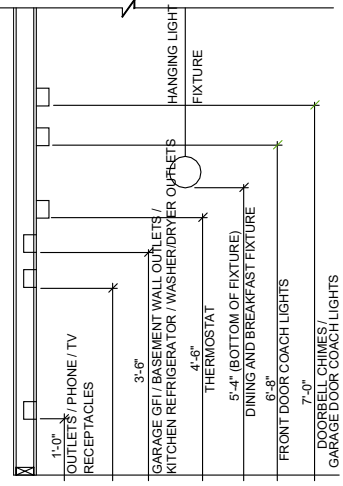 1'-0"
OUTLETS / PHONE / TV
RECEPTACLES
3'-6"
GARAGE GFI / BASEMENT WALL OUTLETS /
KITCHEN REFRIGERATOR / WASHER/DRYER OUTLETS
4'-6"
THERMOSTAT
5'-4" (BOTTOM OF FIXTURE)
DINING AND BREAKFAST FIXTURE
6'-8"
FRONT DOOR COACH LIGHTS
7'-0"
DOORBELL CHIMES /
GARAGE DOOR COACH LIGHTS
HANGING LIGHT
FIXTURE